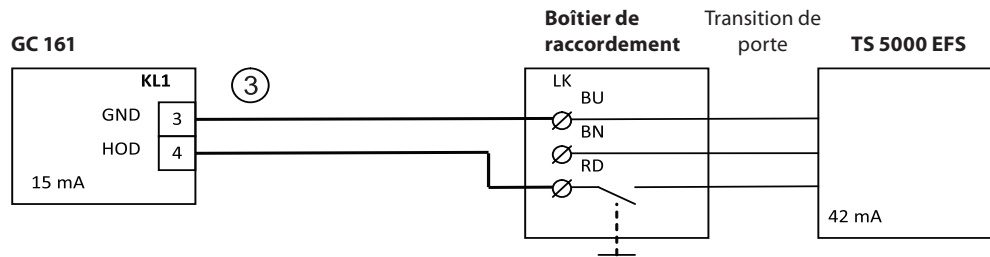 GC 161
KL1
GND 3
HOD 4
15 mA
3
Boîtier de
raccordement
LK
BU
BN
RD
Transition de
porte
TS 5000 EFS
42 mA